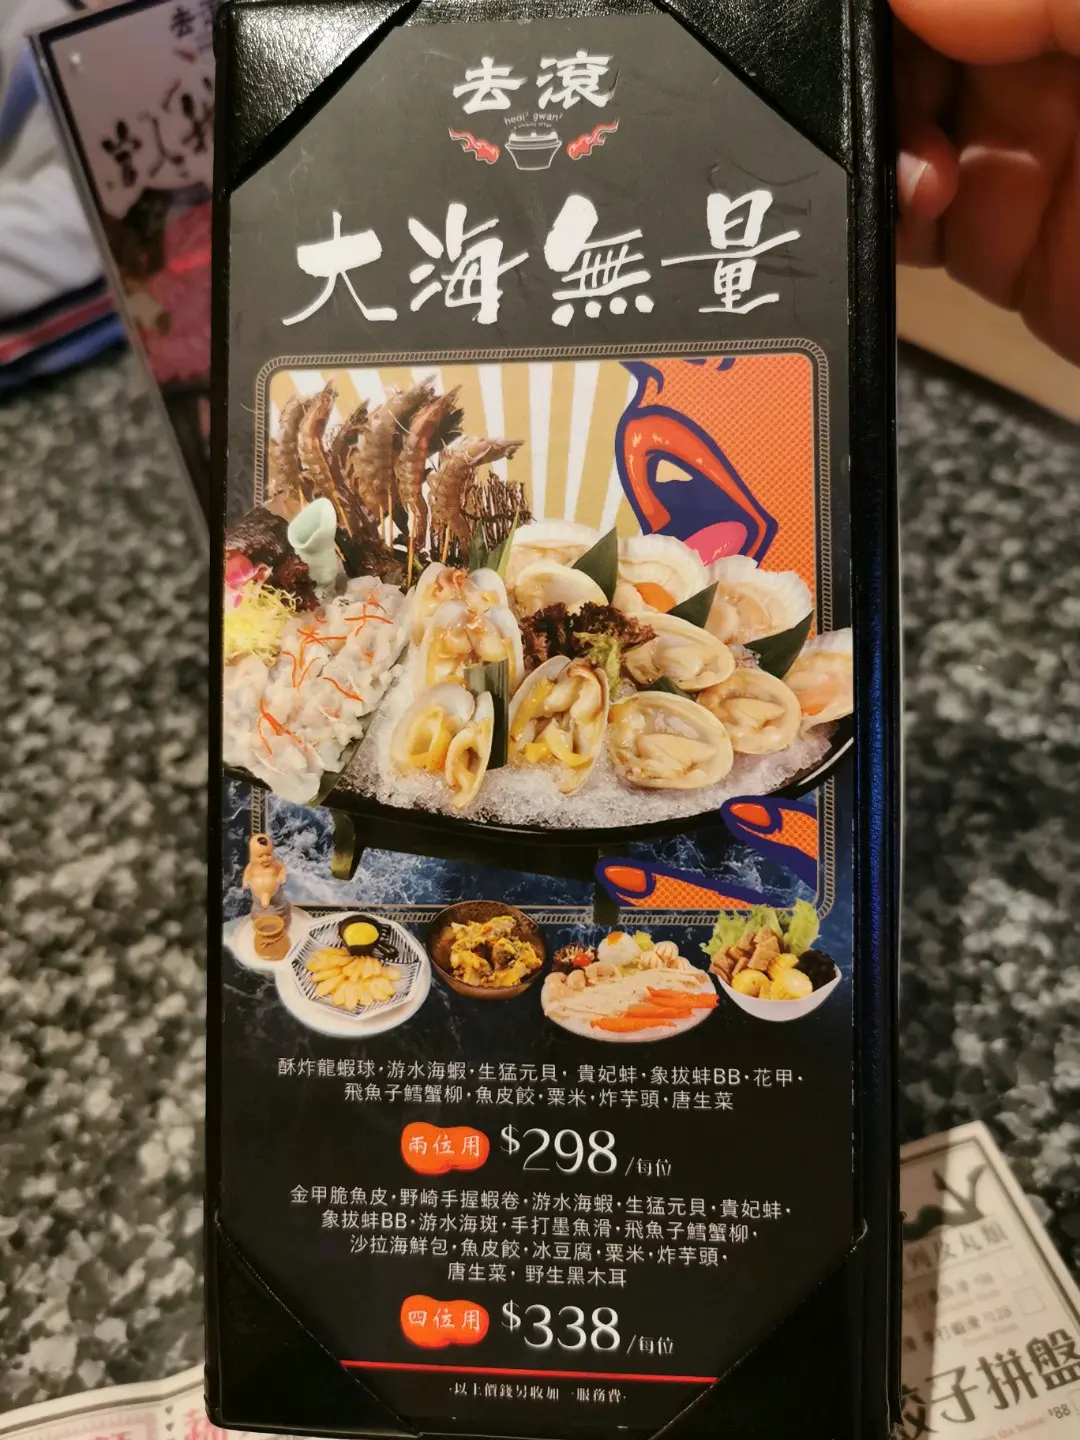 去滾
heoi³ gwan²
大海無量
酥炸龍蝦球·游水海蝦·生猛元貝·貴妃蚌·象拔蚌BB·花甲·
飛魚子鱈蟹柳·魚皮餃·粟米·炸芋頭·唐生菜
兩位用 $298/每位
金甲脆魚皮·野崎手握蝦卷·游水海蝦·生猛元貝·貴妃蚌·
象拔蚌BB·游水海斑·手打墨魚滑·飛魚子鱈蟹柳·
沙拉海鮮包·魚皮餃·冰豆腐·粟米·炸芋頭·
唐生菜·野生黑木耳
四位用 $338/每位
·以上價錢另收加一服務費·
餃子拼盤
$88